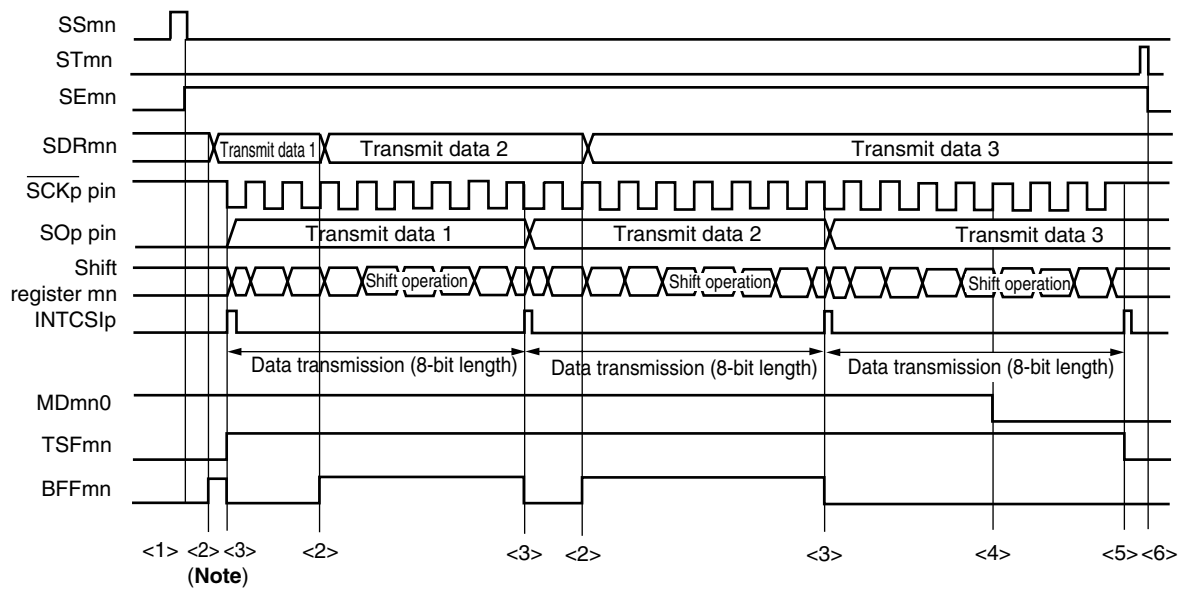 SSmn
STmn
SEmn
SDRmn Transmit data 1 Transmit data 2 Transmit data 3
SCKp pin
SOp pin Transmit data 1 Transmit data 2 Transmit data 3
Shift
register mn Shift operation Shift operation Shift operation
INTCSIp
Data transmission (8-bit length) Data transmission (8-bit length) Data transmission (8-bit length)
MDmn0
TSFmn
BFFmn
<1> <2> <3> <2> <3> <2> <3> <4> <5> <6>
(Note)